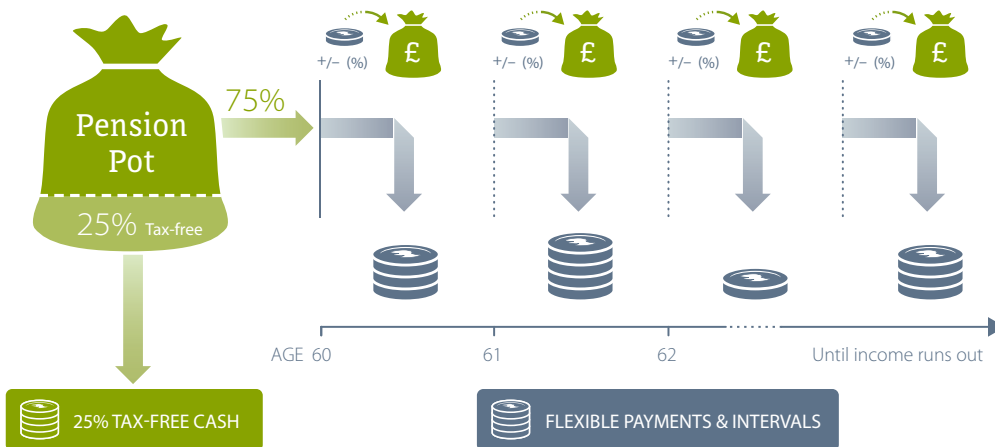 £ £ £ £
+/– (%) +/– (%) +/– (%) +/– (%)
75%
Pension
Pot
25% Tax-free
AGE 60 61 62 Until income runs out
25% TAX-FREE CASH
FLEXIBLE PAYMENTS & INTERVALS